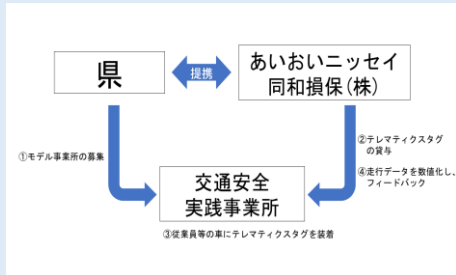 県
提携
あいおいニッセイ
同和損保(株)
①モデル事業所の募集
②テレマティクスタグ
の貸与
④走行データを数値化し、
フィードバック
交通安全
実践事業所
③従業員等の車にテレマティクスタグを装着